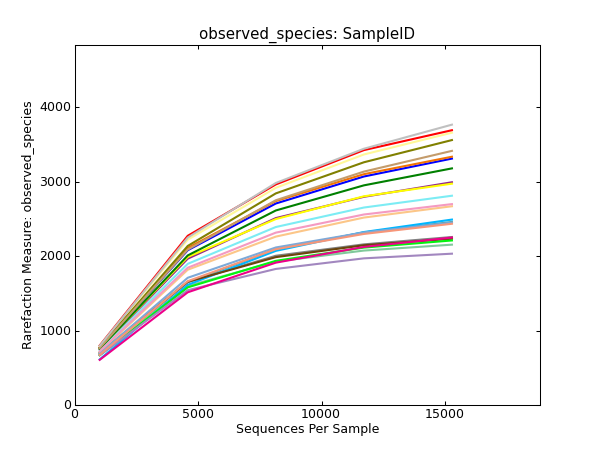 observed_species: SampleID
Rarefaction Measure: observed_species
4000
3000
2000
1000
0
0 5000 10000 15000
Sequences Per Sample